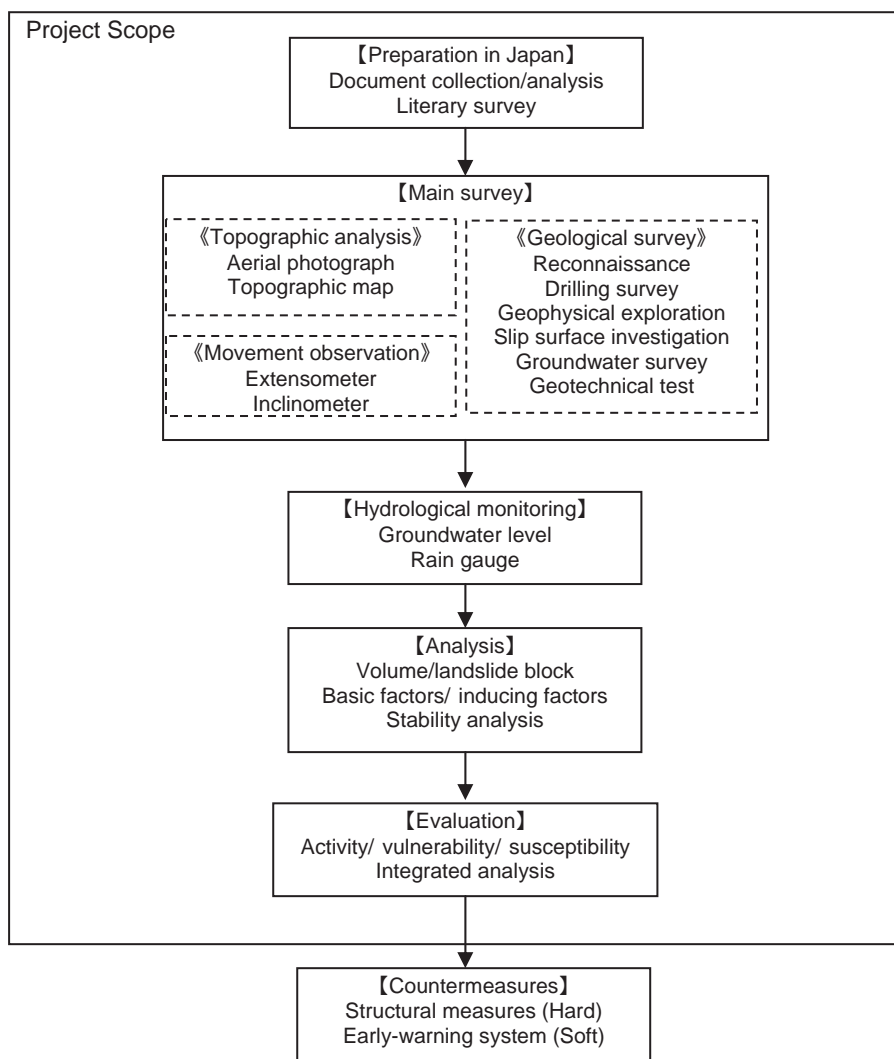 Project Scope
【Preparation in Japan】
Document collection/analysis
Literary survey
【Main survey】
《Topographic analysis》
Aerial photograph
Topographic map
《Movement observation》
Extensometer
Inclinometer
《Geological survey》
Reconnaissance
Drilling survey
Geophysical exploration
Slip surface investigation
Groundwater survey
Geotechnical test
【Hydrological monitoring】
Groundwater level
Rain gauge
【Analysis】
Volume/landslide block
Basic factors/ inducing factors
Stability analysis
【Evaluation】
Activity/ vulnerability/ susceptibility
Integrated analysis
【Countermeasures】
Structural measures (Hard)
Early-warning system (Soft)